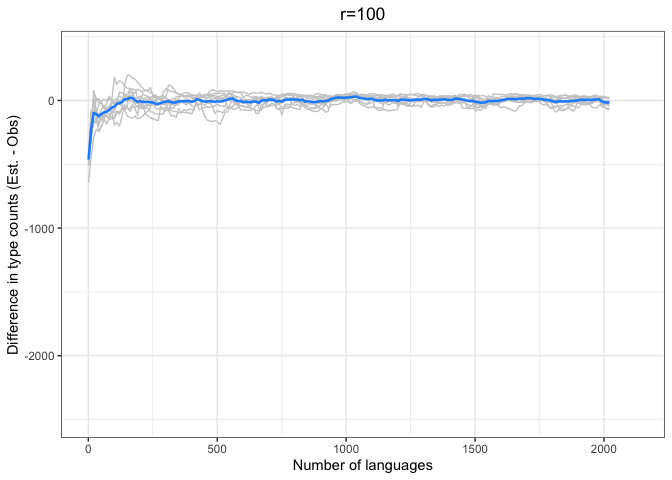 r=100
Difference in type counts (Est. - Obs)
0
-1000
-2000
0 500 1000 1500 2000
Number of languages